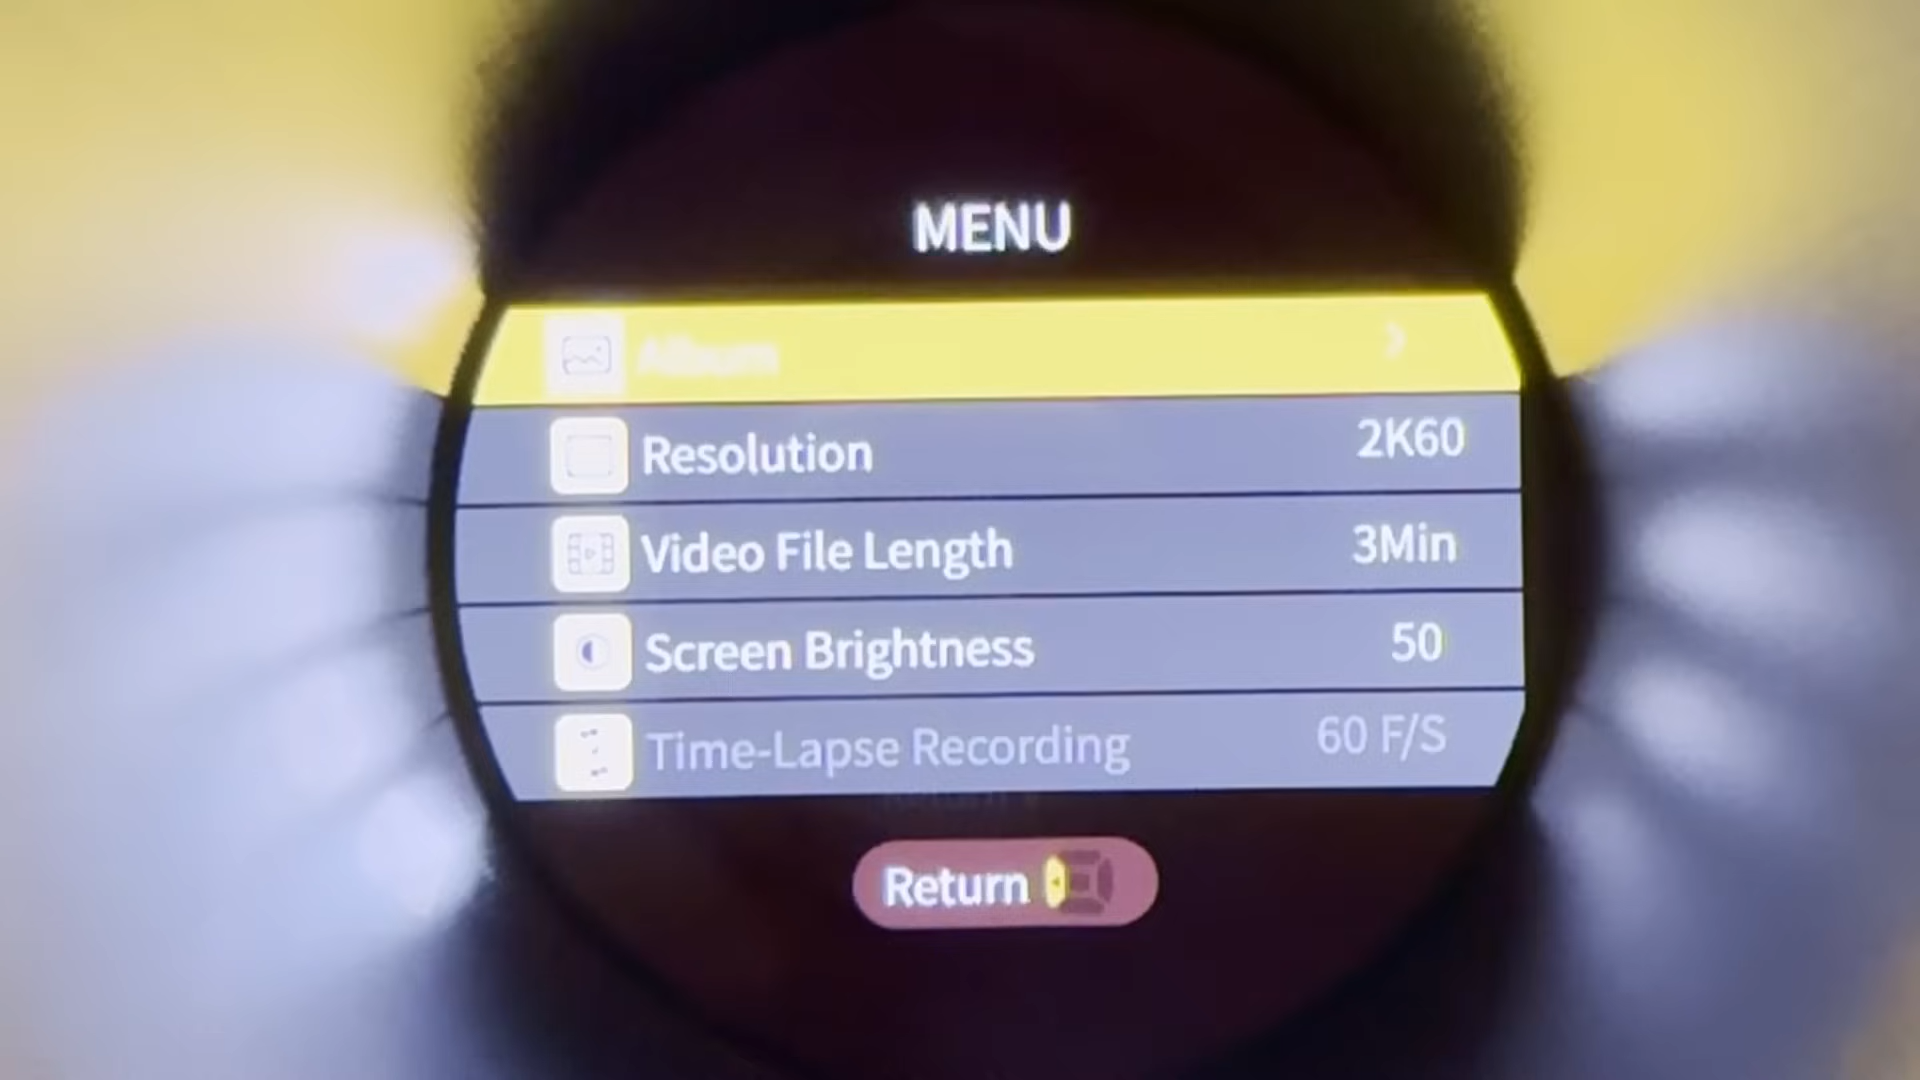 MENU
Album
Resolution 2K60
Video File Length 3Min
Screen Brightness 50
Time-Lapse Recording 60 F/S
Return